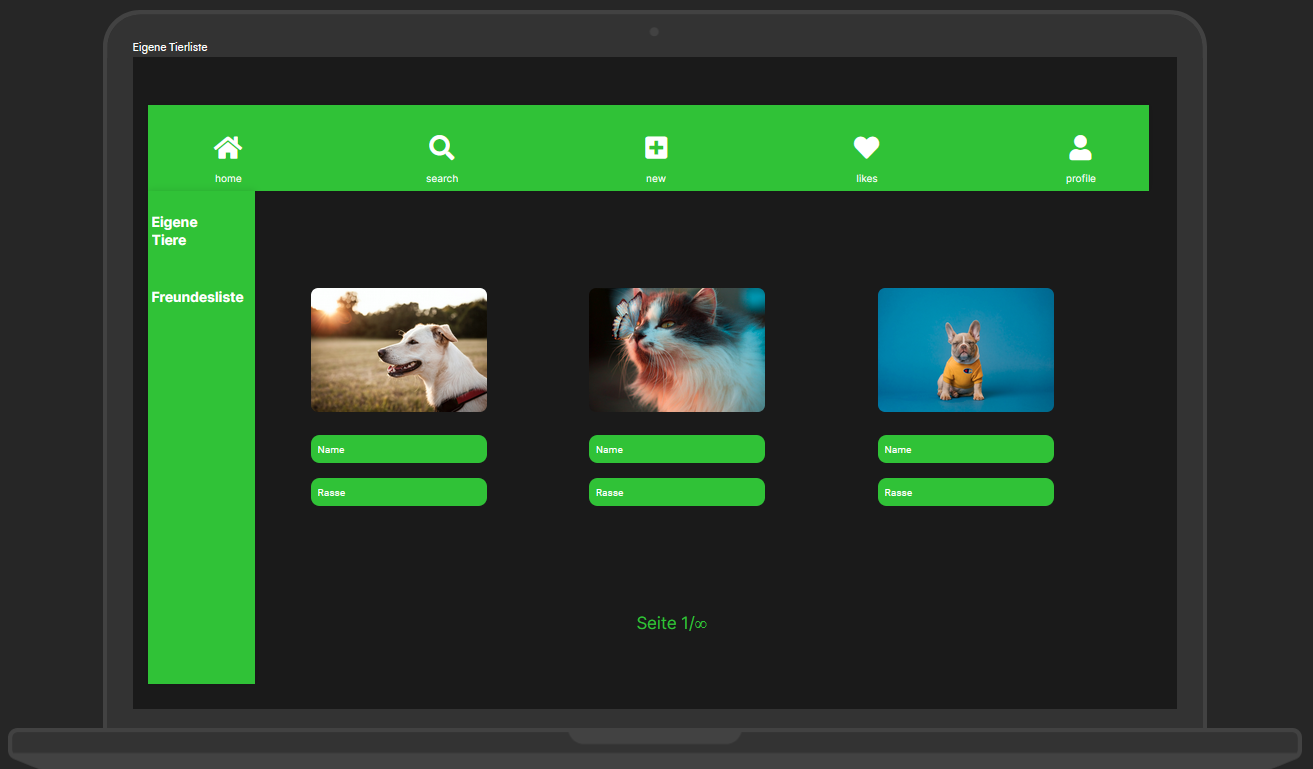 Eigene Tierliste
home
search
new
likes
profile
Eigene
Tiere
Freundesliste
Name
Name
Name
Rasse
Rasse
Rasse
Seite 1/∞